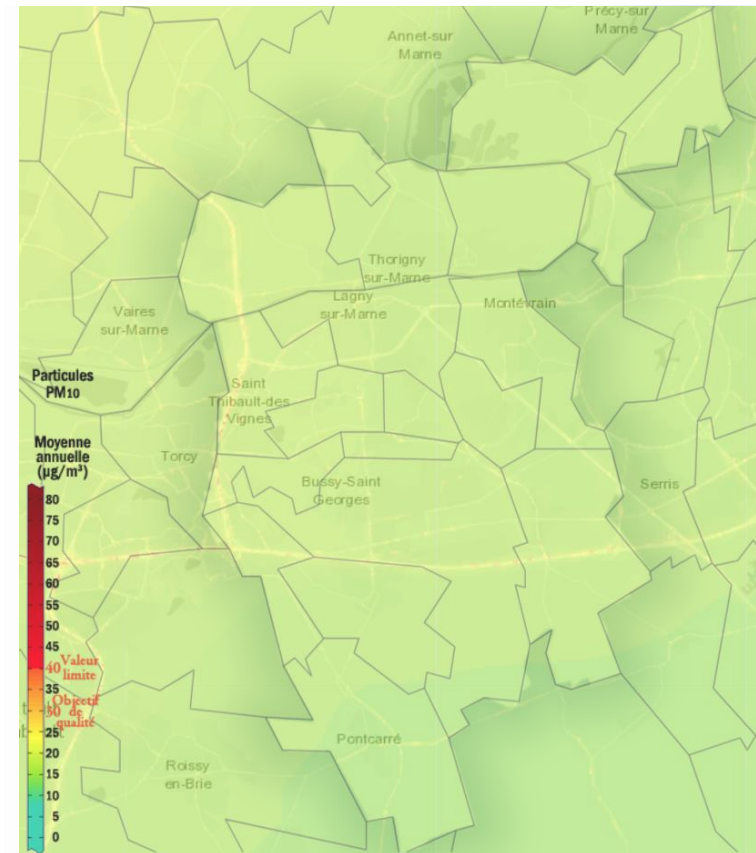 Annet-sur
Marne
Précy-sur
Marne
Thorigny
sur-Marne
Lagny
sur-Marne
Montévrain
Vaires
sur-Marne
Saint
Thibault-des
Vignes
Torcy
Bussy-Saint
Georges
Serris
Pontcarré
Roissy
en-Brie
Particules
PM10
Moyenne
annuelle
(µg/m³)
80
75
70
65
60
55
50
45
40 Valeur
limite
35
30 Objectif
de
qualité
25
20
15
10
5
0